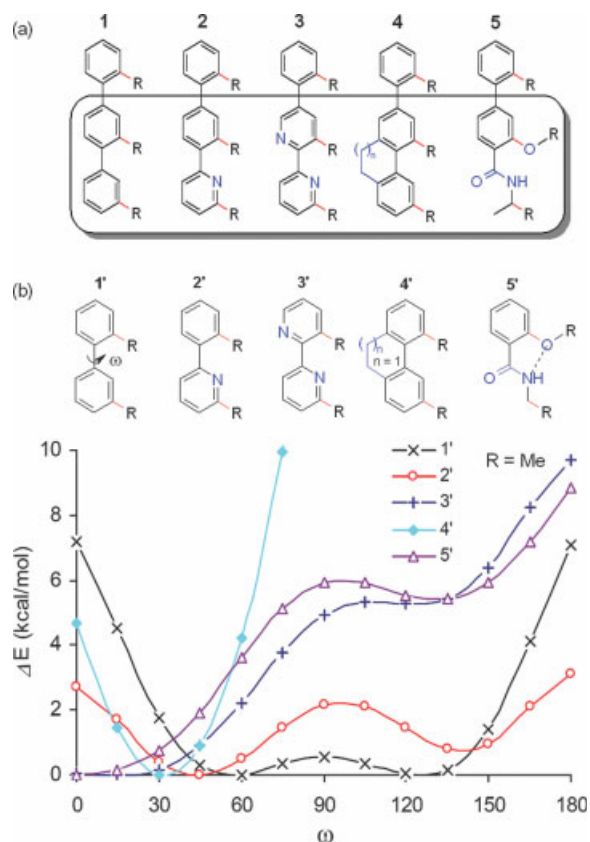 (a) 1 2 3 4 5
R R R R
R N R R O R
( )n
N N O NH
R R R R R
(b) 1' 2' 3' 4' 5'
N
R R R R R
ω ( )n n = 1 O
N N O NH
R R R R R
10
8
6
4
2
0
ΔE (kcal/mol)
1'
2'
3'
4'
5'
R = Me
0 30 60 90 120 150 180
ω